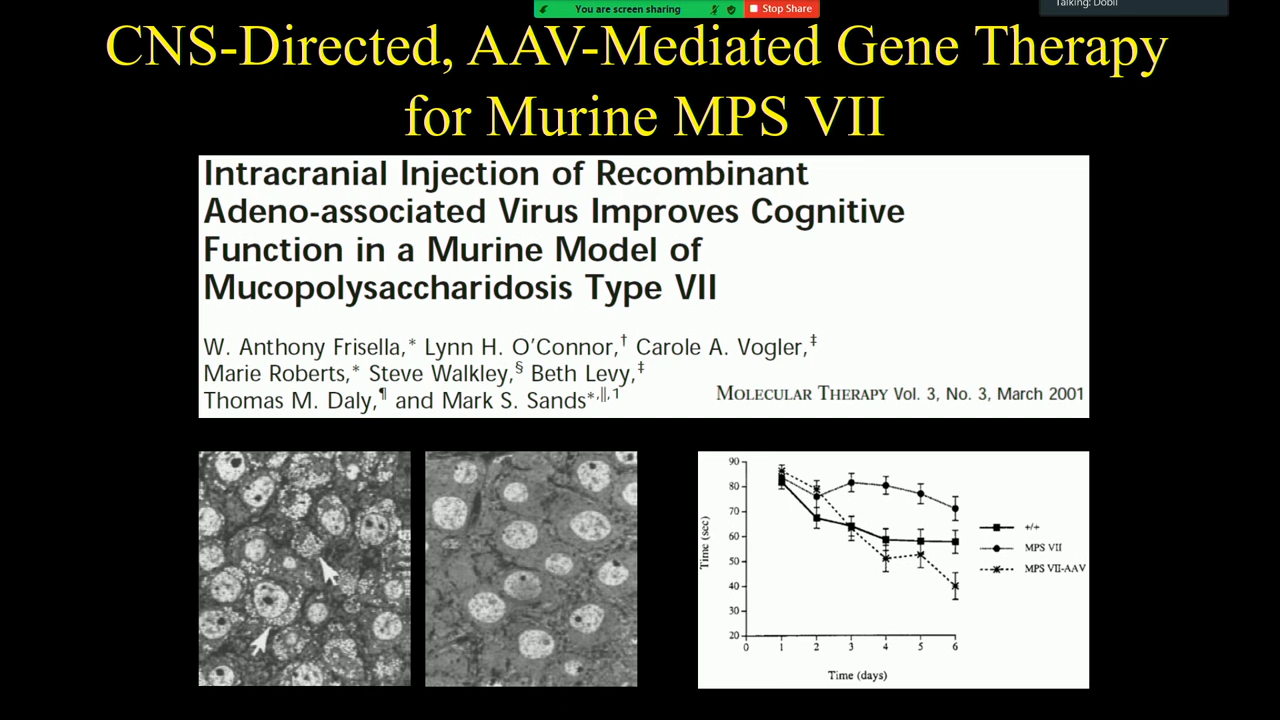 You are screen sharing
Stop Share
Talking: Dobil
CNS-Directed, AAV-Mediated Gene Therapy
for Murine MPS VII
Intracranial Injection of Recombinant
Adeno-associated Virus Improves Cognitive
Function in a Murine Model of
Mucopolysaccharidosis Type VII
W. Anthony Frisella,* Lynn H. O'Connor,† Carole A. Vogler,‡
Marie Roberts,* Steve Walkley,§ Beth Levy,‡
Thomas M. Daly,¶ and Mark S. Sands*,‖,1
MOLECULAR THERAPY Vol. 3, No. 3, March 2001
90
80
70
60
50
40
30
20
Time (sec)
0 1 2 3 4 5 6
Time (days)
+/+
MPS VII
MPS VII-AAV